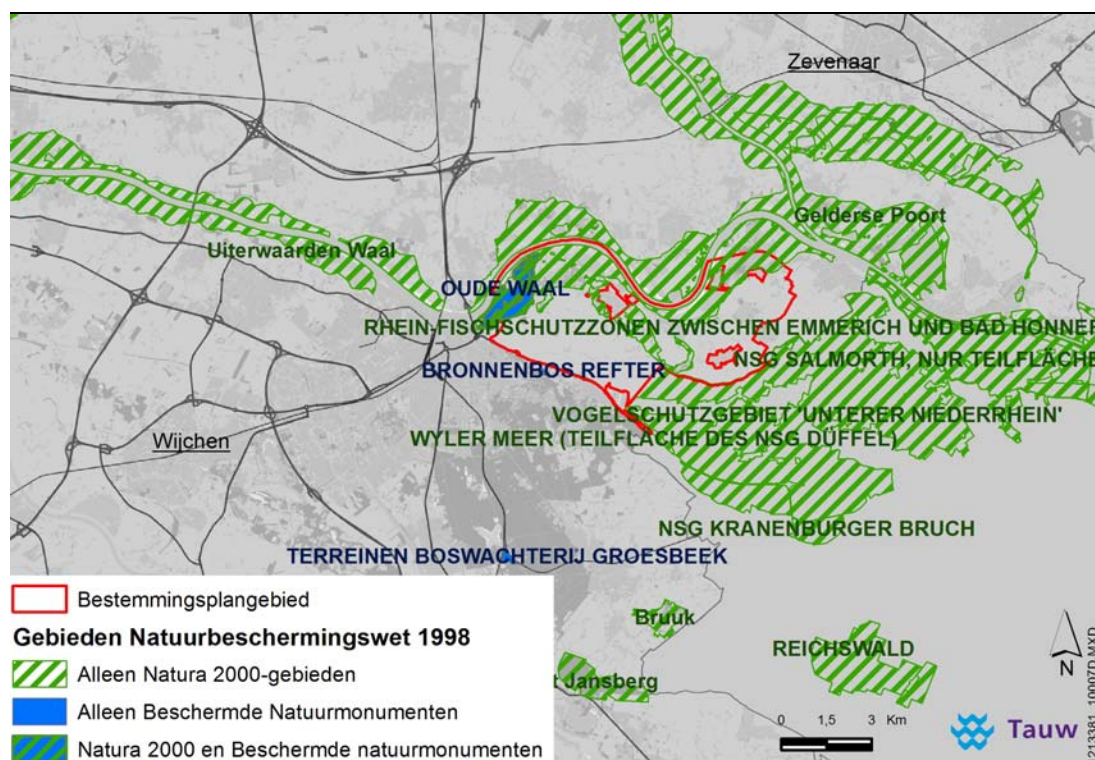 Zevenaar
Gelderse Poort
Uiterwaarden Waal
OUDE WAAL
RHEIN-FISCHSCHUTZZONEN ZWISCHEN EMMERICH UND BAD HONNEF
NSG SALMORTH, NUR TEILFLÄCHE
BRONNENBOS REFTER
VOGELSCHUTZGEBIET 'UNTERER NIEDERRHEIN'
WYLER MEER (TEILFLÄCHE DES NSG DÜFFEL)
Wijchen
NSG KRANENBURGER BRUCH
TERREINEN BOSWACHTERIJ GROESBEEK
Bruuk
REICHSWALD
t Jansberg
Bestemmingsplangebied
Gebieden Natuurbeschermingswet 1998
Alleen Natura 2000-gebieden
Alleen Beschermde Natuurmonumenten
Natura 2000 en Beschermde natuurmonumenten
N
0 1,5 3 Km
Tauw
213381_10007D.MXD